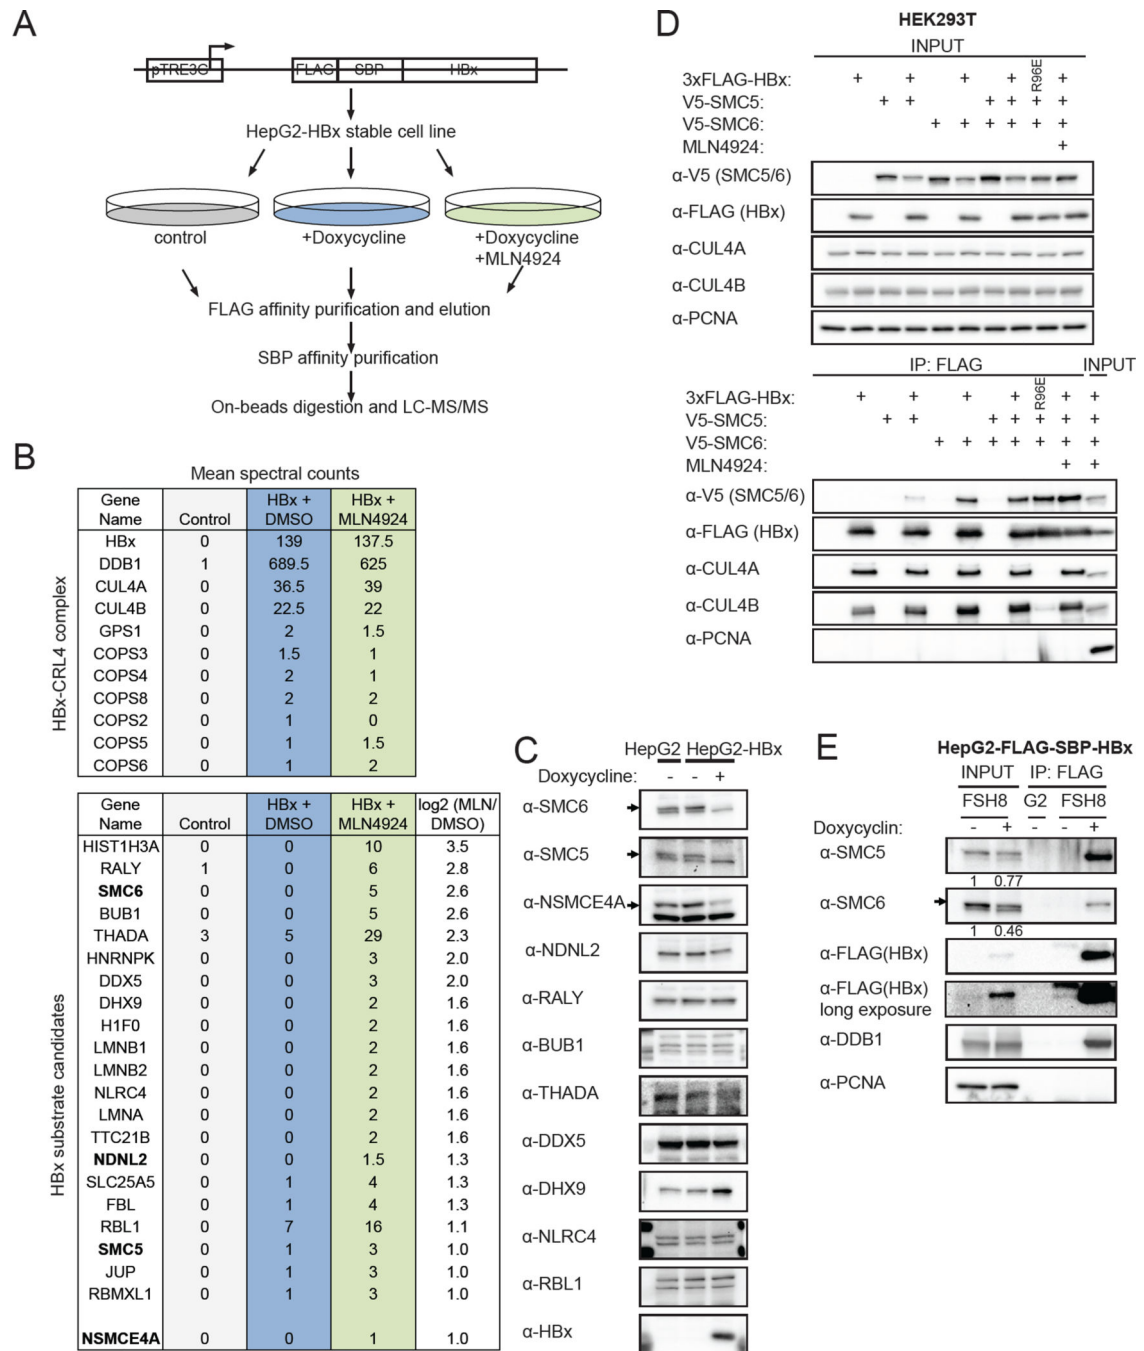 A
pTRE3G FLAG SBP HBx
HepG2-HBx stable cell line
control +Doxycycline +Doxycycline
+MLN4924
FLAG affinity purification and elution
SBP affinity purification
On-beads digestion and LC-MS/MS
B
Mean spectral counts
HBx-CRL4 complex
Gene Name Control HBx + DMSO HBx + MLN4924
HBx 0 139 137.5
DDB1 1 689.5 625
CUL4A 0 36.5 39
CUL4B 0 22.5 22
GPS1 0 2 1.5
COPS3 0 1.5 1
COPS4 0 2 1
COPS8 0 2 2
COPS2 0 1 0
COPS5 0 1 1.5
COPS6 0 1 2
HBx substrate candidates
Gene Name Control HBx + DMSO HBx + MLN4924 log2 (MLN/DMSO)
HIST1H3A 0 0 10 3.5
RALY 1 0 6 2.8
SMC6 0 0 5 2.6
BUB1 0 0 5 2.6
THADA 3 5 29 2.3
HNRNPK 0 0 3 2.0
DDX5 0 0 3 2.0
DHX9 0 0 2 1.6
H1F0 0 0 2 1.6
LMNB1 0 0 2 1.6
LMNB2 0 0 2 1.6
NLRC4 0 0 2 1.6
LMNA 0 0 2 1.6
TTC21B 0 0 2 1.6
NDNL2 0 0 1.5 1.3
SLC25A5 0 1 4 1.3
FBL 0 1 4 1.3
RBL1 0 7 16 1.1
SMC5 0 1 3 1.0
JUP 0 1 3 1.0
RBMXL1 0 1 3 1.0
NSMCE4A 0 0 1 1.0
C
HepG2 HepG2-HBx
Doxycycline: - - +
α-SMC6
α-SMC5
α-NSMCE4A
α-NDNL2
α-RALY
α-BUB1
α-THADA
α-DDX5
α-DHX9
α-NLRC4
α-RBL1
α-HBx
D
HEK293T
INPUT
3xFLAG-HBx: + + + + R96E +
V5-SMC5: + + + + + +
V5-SMC6: + + + + + +
MLN4924: +
α-V5 (SMC5/6)
α-FLAG (HBx)
α-CUL4A
α-CUL4B
α-PCNA
IP: FLAG INPUT
3xFLAG-HBx: + + + + R96E + +
V5-SMC5: + + + + + + +
V5-SMC6: + + + + + + +
MLN4924: + +
α-V5 (SMC5/6)
α-FLAG (HBx)
α-CUL4A
α-CUL4B
α-PCNA
E
HepG2-FLAG-SBP-HBx
INPUT IP: FLAG
FSH8 G2 FSH8
Doxycyclin: - + - - +
α-SMC5
1 0.77
α-SMC6
1 0.46
α-FLAG(HBx)
α-FLAG(HBx)
long exposure
α-DDB1
α-PCNA